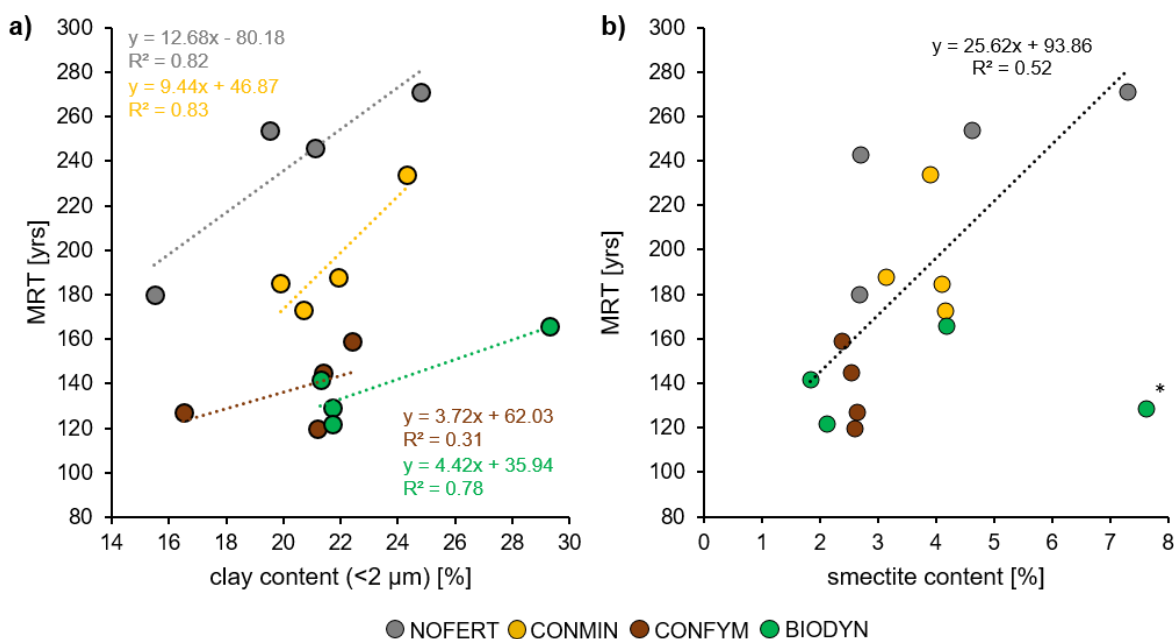 a)
y = 12.68x - 80.18
R² = 0.82
y = 9.44x + 46.87
R² = 0.83
300
280
260
240
220
200
180
160
140
120
100
80
MRT [yrs]
y = 3.72x + 62.03
R² = 0.31
y = 4.42x + 35.94
R² = 0.78
14 16 18 20 22 24 26 28 30
clay content (<2 µm) [%]
b)
y = 25.62x + 93.86
R² = 0.52
300
280
260
240
220
200
180
160
140
120
100
80
MRT [yrs]
*
0 1 2 3 4 5 6 7 8
smectite content [%]
NOFERT CONMIN CONFYM BIODYN